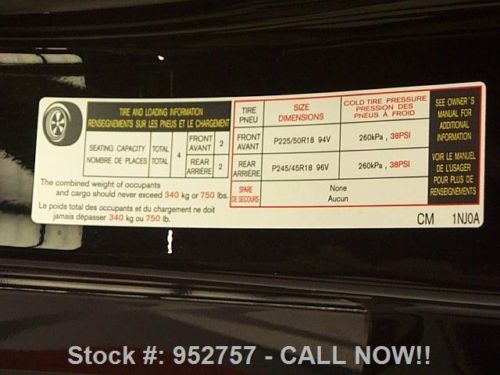 TIRE AND LOADING INFORMATION
RENSEIGNEMENTS SUR LES PNEUS ET LE CHARGEMENT
SEATING CAPACITY TOTAL 4 FRONT AVANT 2
NOMBRE DE PLACES TOTAL REAR ARRIÈRE 2
The combined weight of occupants
and cargo should never exceed 340 kg or 750 lbs.
Le poids total des occupants et du chargement ne doit
jamais dépasser 340 kg ou 750 lb.
TIRE PNEU SIZE DIMENSIONS COLD TIRE PRESSURE PRESSION DES PNEUS À FROID
FRONT AVANT P225/50R18 94V 260kPa , 38PSI
REAR ARRIÈRE P245/45R18 96V 260kPa , 38PSI
SPARE DE SECOURS None Aucun
SEE OWNER'S
MANUAL FOR
ADDITIONAL
INFORMATION
VOIR LE MANUEL
DE L'USAGER
POUR PLUS DE
RENSEIGNEMENTS
CM 1NJ0A
Stock #: 952757 - CALL NOW!!